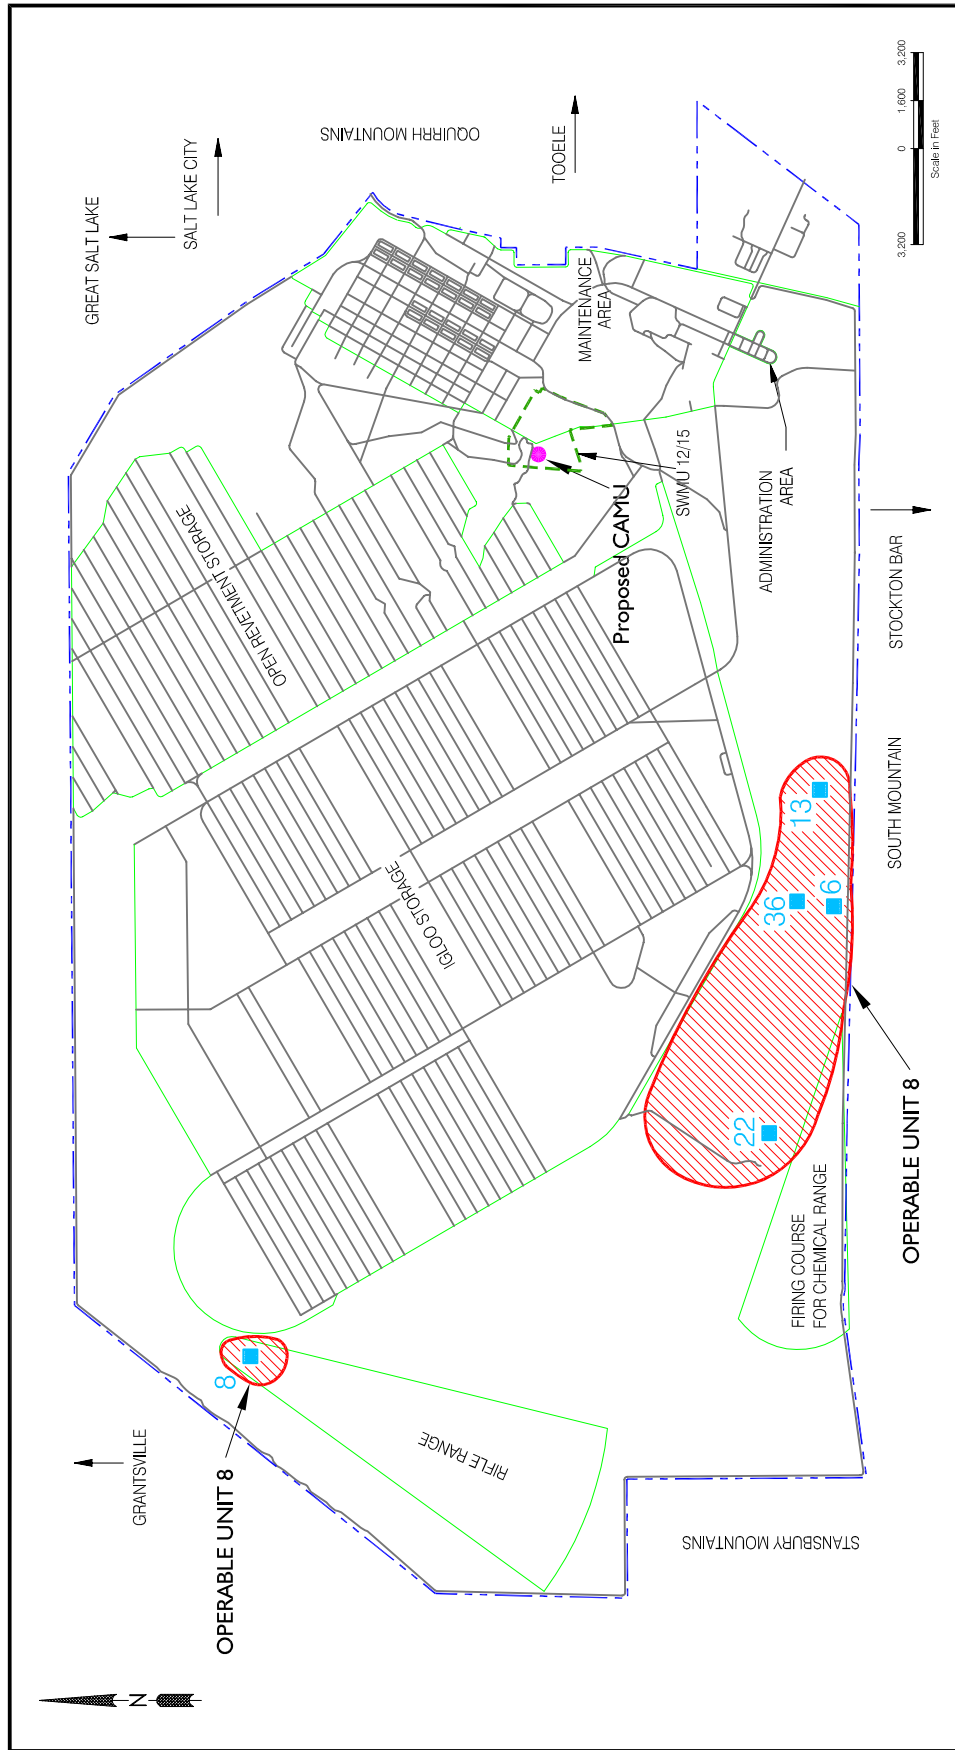 GREAT SALT LAKE
SALT LAKE CITY
OQUIRRH MOUNTAINS
TOOELE
3,200
0
1,600
3,200
Scale in Feet
MAINTENANCE
AREA
OPEN REVETMENT STORAGE
SWMU 12/15
Proposed CAMU
ADMINISTRATION
AREA
STOCKTON BAR
IGLOO STORAGE
SOUTH MOUNTAIN
13
36
6
22
OPERABLE UNIT 8
FIRING COURSE
FOR CHEMICAL RANGE
8
OPERABLE UNIT 8
GRANTSVILLE
RIFLE RANGE
STANSBURY MOUNTAINS
N